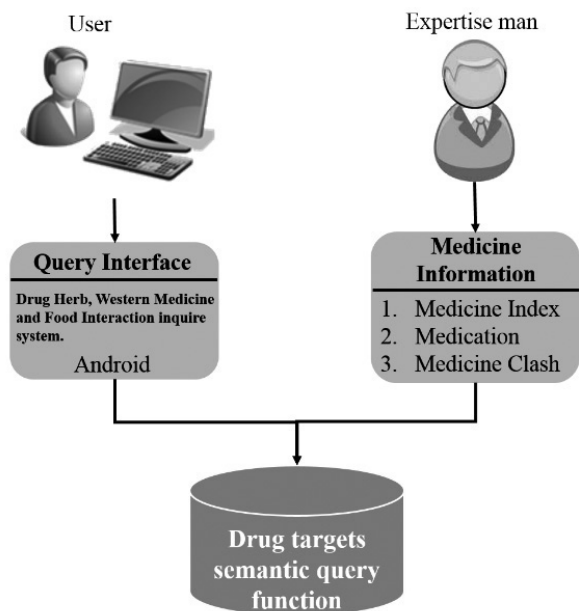 User
Expertise man
Query Interface
Drug Herb, Western Medicine
and Food Interaction inquire
system.
Android
Medicine
Information
1. Medicine Index
2. Medication
3. Medicine Clash
Drug targets
semantic query
function